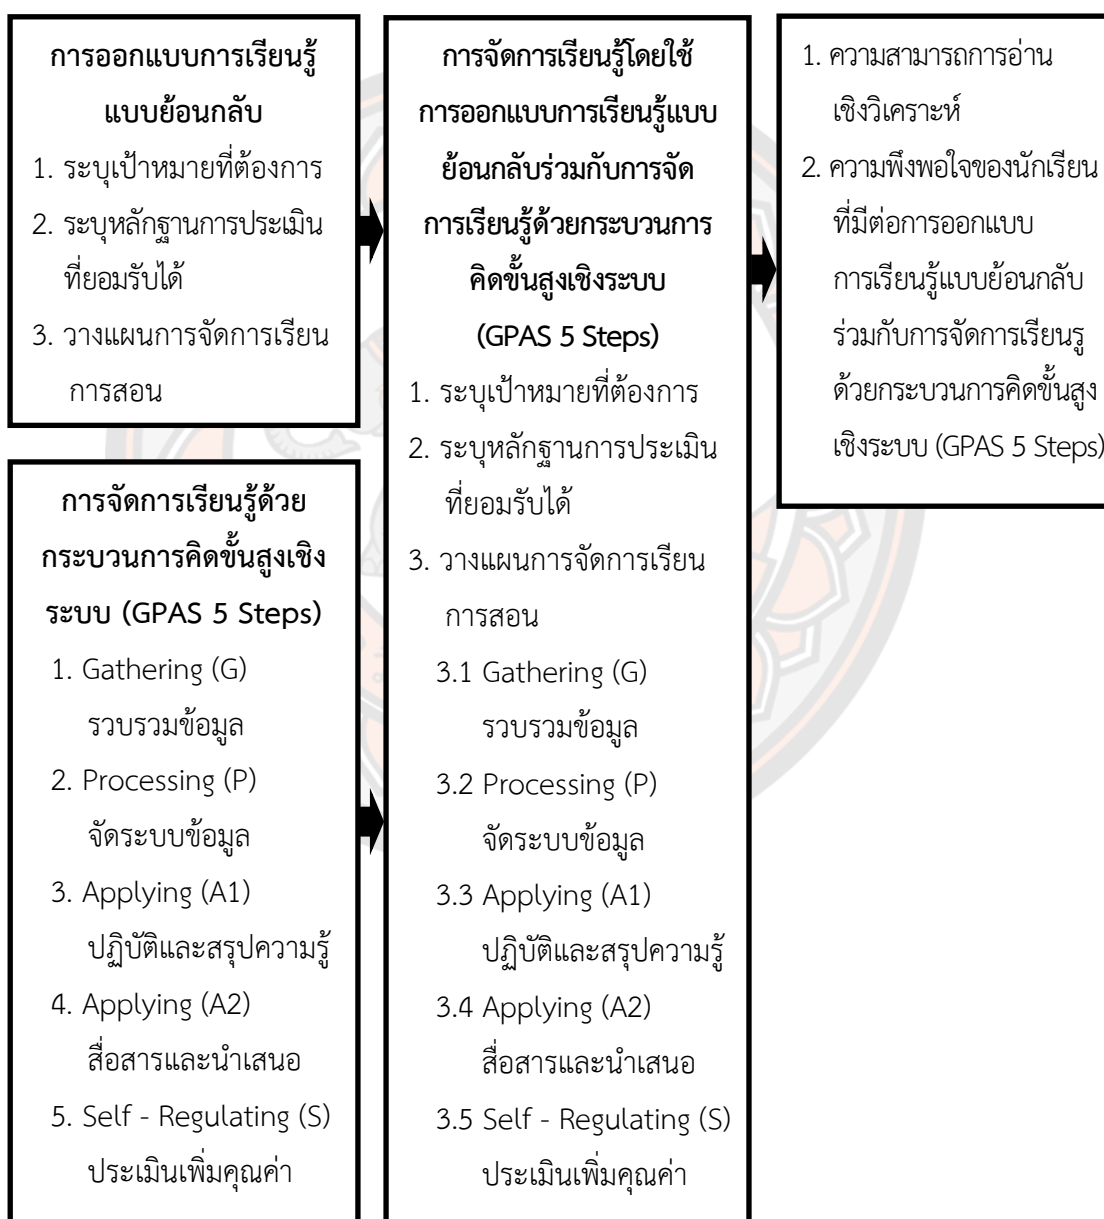 การออกแบบการเรียนรู้
แบบย้อนกลับ
1. ระบุเป้าหมายที่ต้องการ
2. ระบุหลักฐานการประเมิน
ที่ยอมรับได้
3. วางแผนการจัดการเรียน
การสอน
การจัดการเรียนรู้ด้วย
กระบวนการคิดขั้นสูงเชิง
ระบบ (GPAS 5 Steps)
1. Gathering (G)
รวบรวมข้อมูล
2. Processing (P)
จัดระบบข้อมูล
3. Applying (A1)
ปฏิบัติและสรุปความรู้
4. Applying (A2)
สื่อสารและนำเสนอ
5. Self - Regulating (S)
ประเมินเพิ่มคุณค่า
การจัดการเรียนรู้โดยใช้
การออกแบบการเรียนรู้แบบ
ย้อนกลับร่วมกับการจัด
การเรียนรู้ด้วยกระบวนการ
คิดขั้นสูงเชิงระบบ
(GPAS 5 Steps)
1. ระบุเป้าหมายที่ต้องการ
2. ระบุหลักฐานการประเมิน
ที่ยอมรับได้
3. วางแผนการจัดการเรียน
การสอน
3.1 Gathering (G)
รวบรวมข้อมูล
3.2 Processing (P)
จัดระบบข้อมูล
3.3 Applying (A1)
ปฏิบัติและสรุปความรู้
3.4 Applying (A2)
สื่อสารและนำเสนอ
3.5 Self - Regulating (S)
ประเมินเพิ่มคุณค่า
1. ความสามารถการอ่าน
เชิงวิเคราะห์
2. ความพึงพอใจของนักเรียน
ที่มีต่อการออกแบบ
การเรียนรู้แบบย้อนกลับ
ร่วมกับการจัดการเรียนรู
ด้วยกระบวนการคิดขั้นสูง
เชิงระบบ (GPAS 5 Steps)